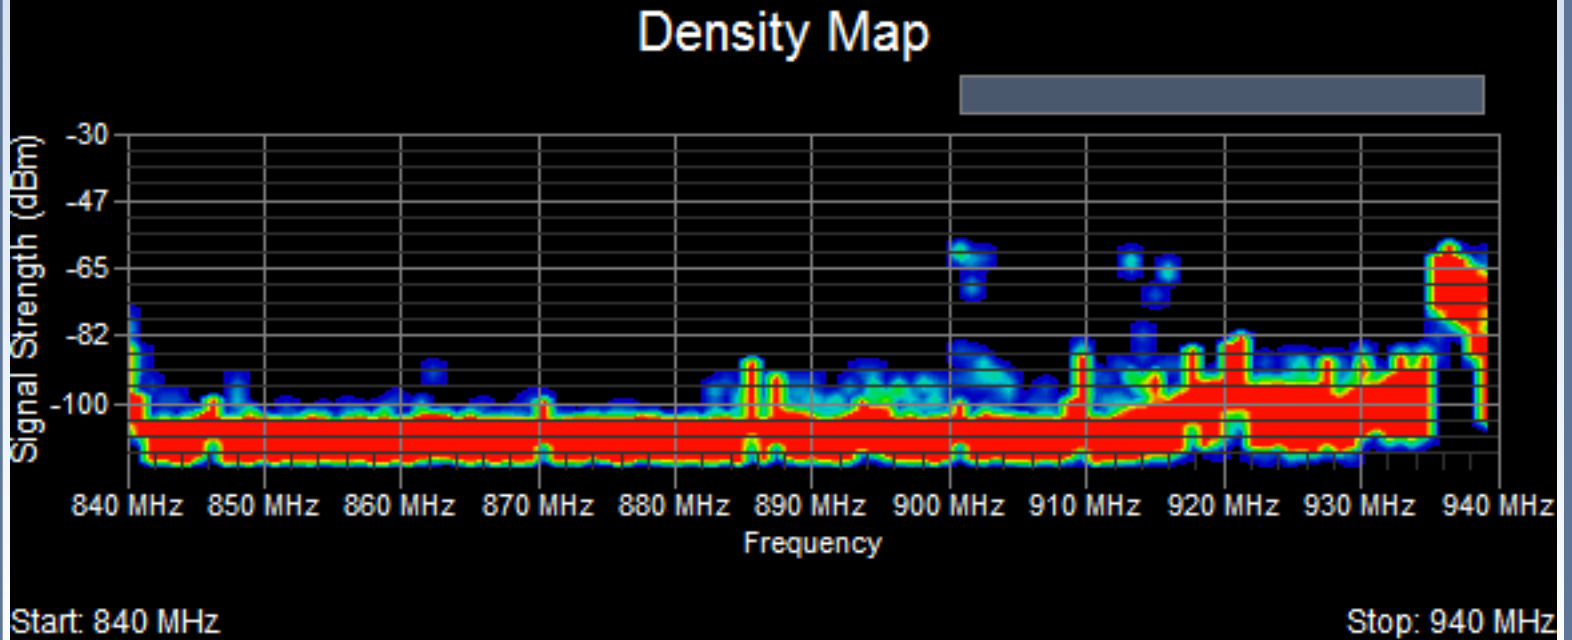 Density Map
Signal Strength (dBm)
-30
-47
-65
-82
-100
840 MHz 850 MHz 860 MHz 870 MHz 880 MHz 890 MHz 900 MHz 910 MHz 920 MHz 930 MHz 940 MHz
Frequency
Start: 840 MHz Stop: 940 MHz